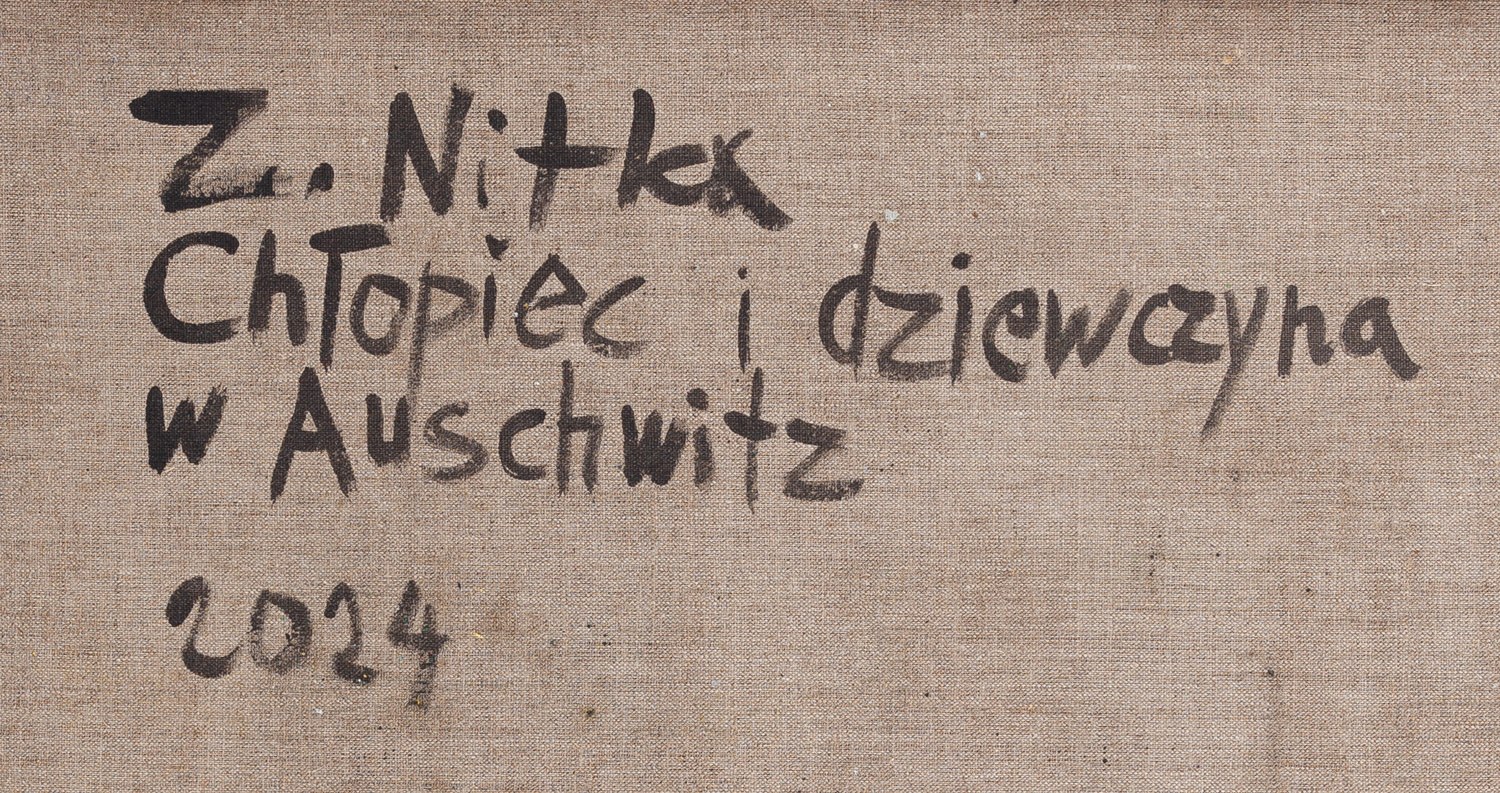 Z. Nitka
Chłopiec i dziewczyna
w Auschwitz
2024